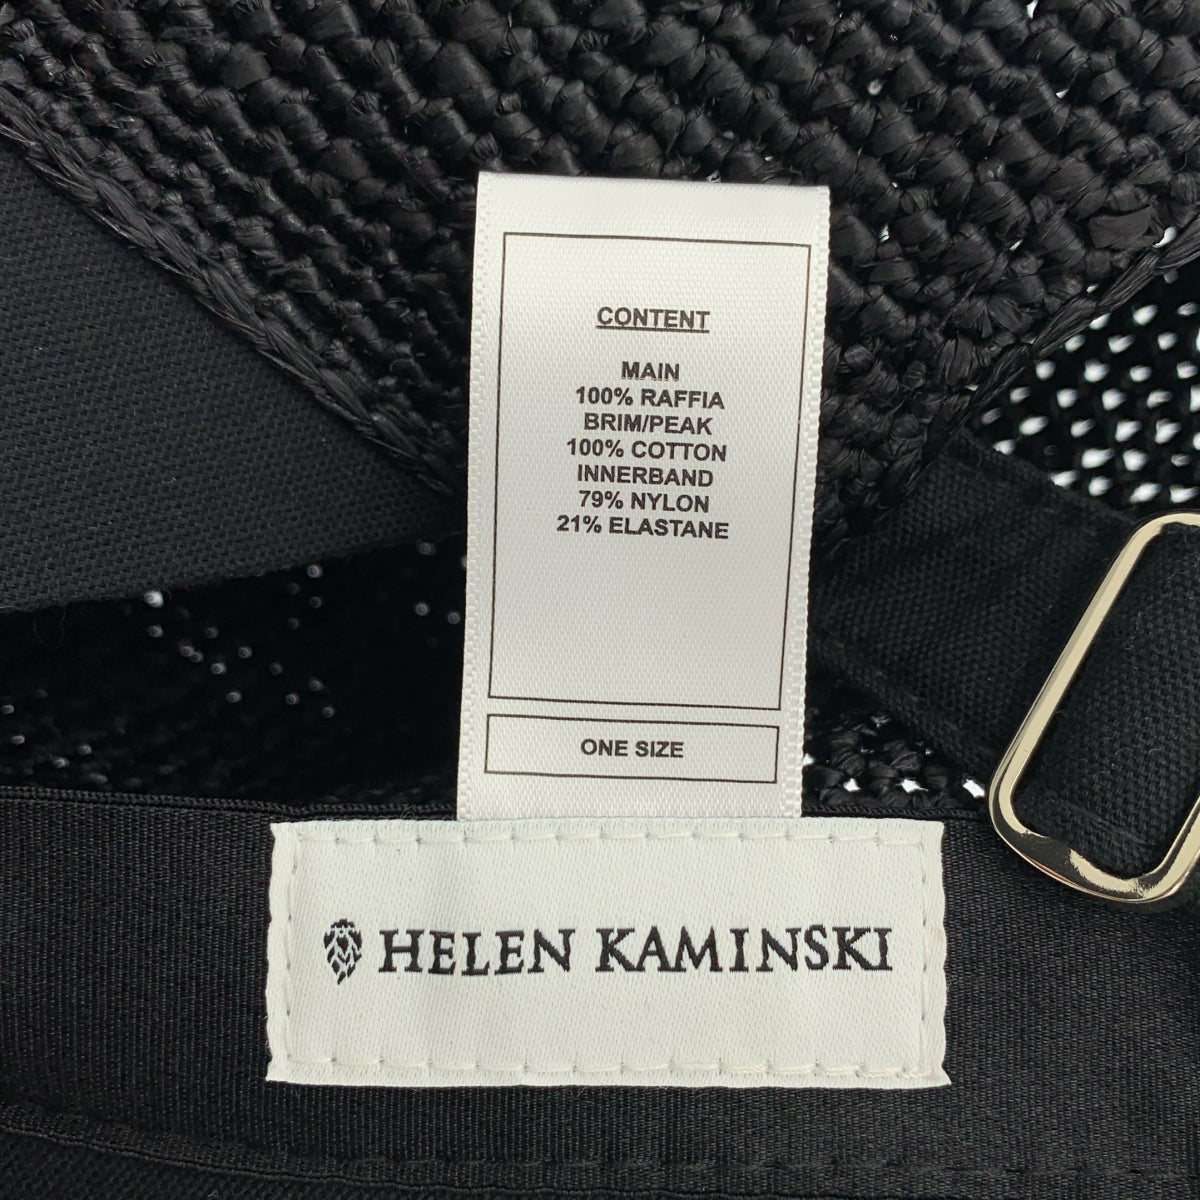 CONTENT
MAIN
100% RAFFIA
BRIM/PEAK
100% COTTON
INNERBAND
79% NYLON
21% ELASTANE
ONE SIZE
HELEN KAMINSKI